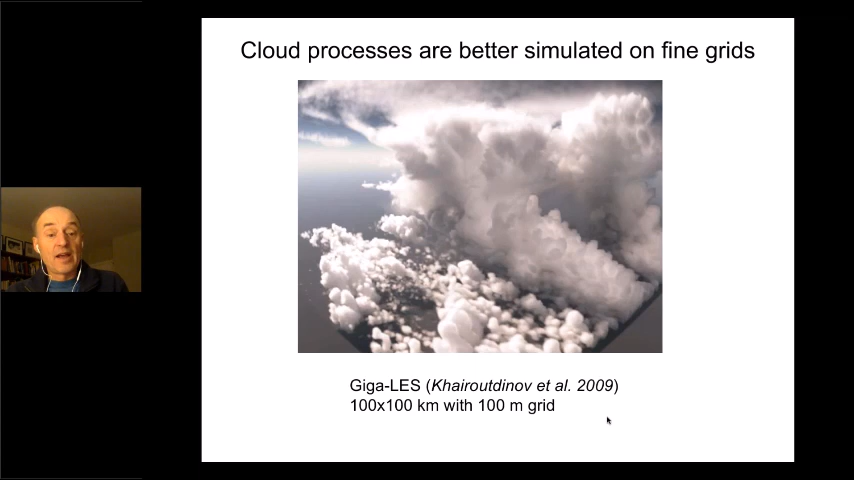 Cloud processes are better simulated on fine grids
Giga-LES (Khairoutdinov et al. 2009)
100x100 km with 100 m grid